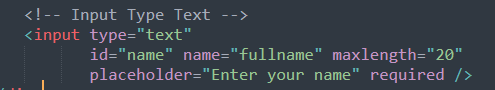 <!-- Input Type Text -->
<input type="text"
id="name" name="fullname" maxlength="20"
placeholder="Enter your name" required />